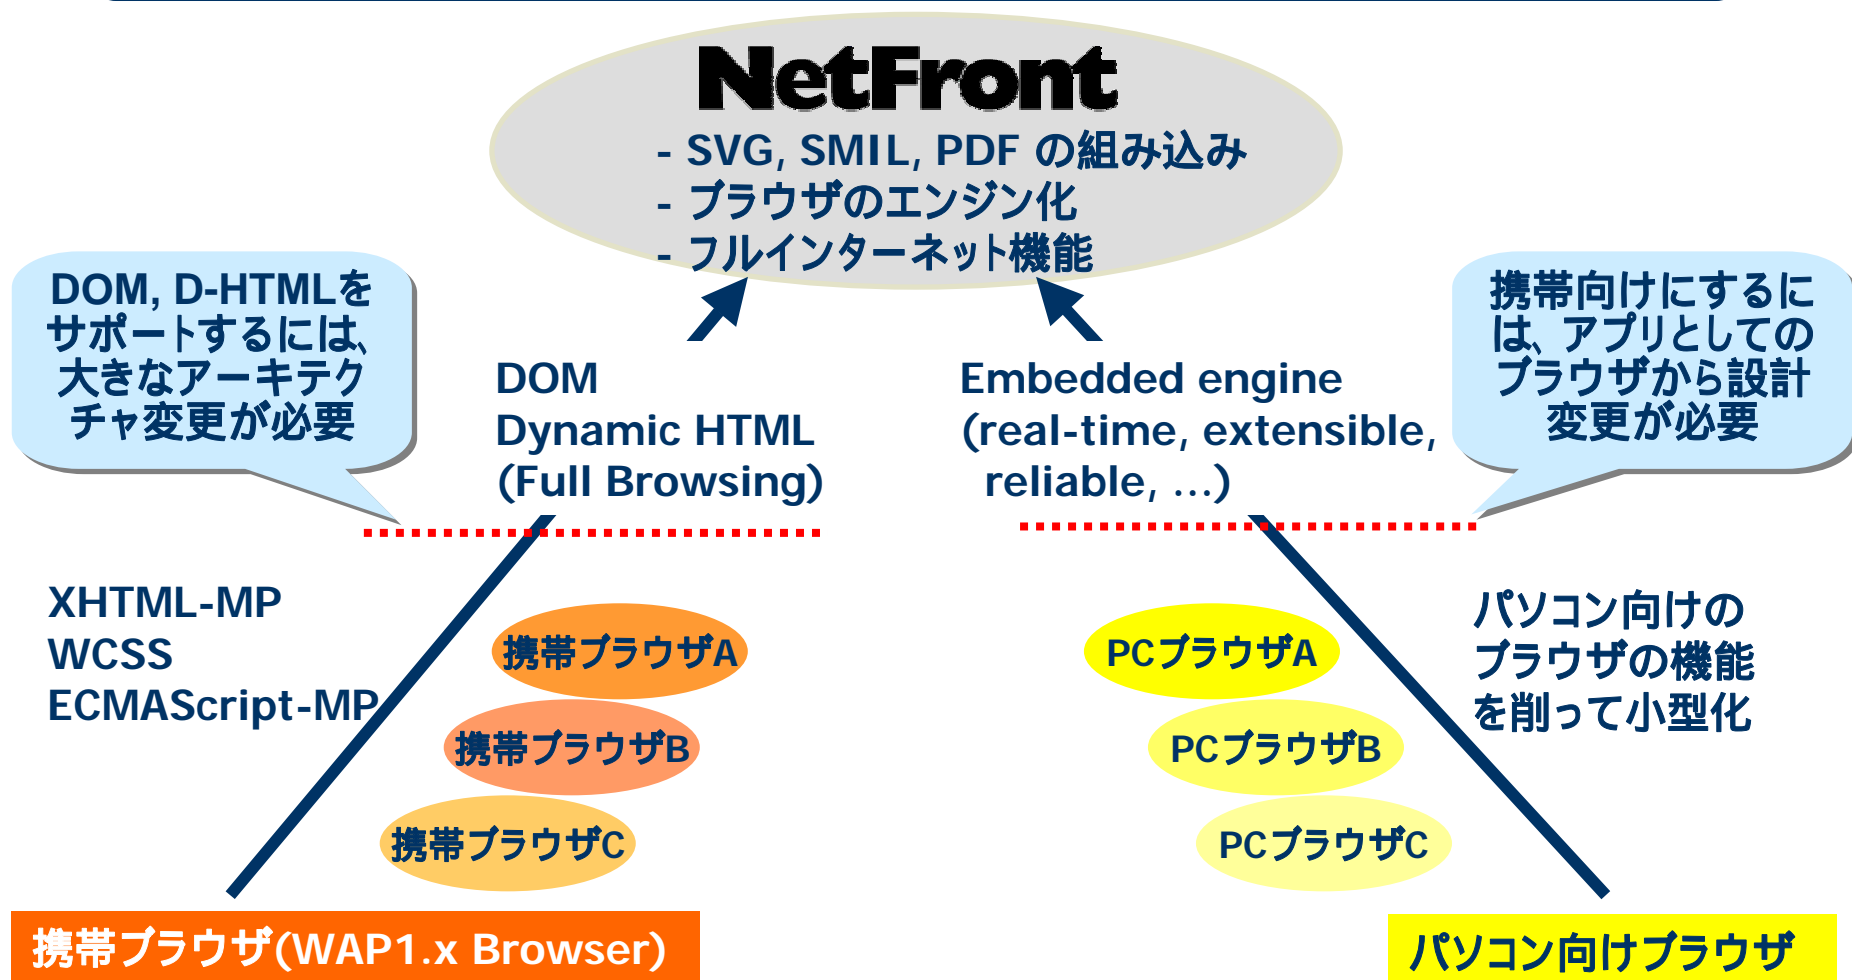 NetFront
- SVG, SMIL, PDF の組み込み
- ブラウザのエンジン化
- フルインターネット機能
DOM, D-HTMLを
サポートするには、
大きなアーキテク
チャ変更が必要
携帯向けにするに
は、アプリとしての
ブラウザから設計
変更が必要
DOM
Dynamic HTML
(Full Browsing)
Embedded engine
(real-time, extensible,
reliable, …)
XHTML-MP
WCSS
ECMAScript-MP
携帯ブラウザA
携帯ブラウザB
携帯ブラウザC
PCブラウザA
PCブラウザB
PCブラウザC
パソコン向けの
ブラウザの機能
を削って小型化
携帯ブラウザ(WAP1.x Browser)
パソコン向けブラウザ